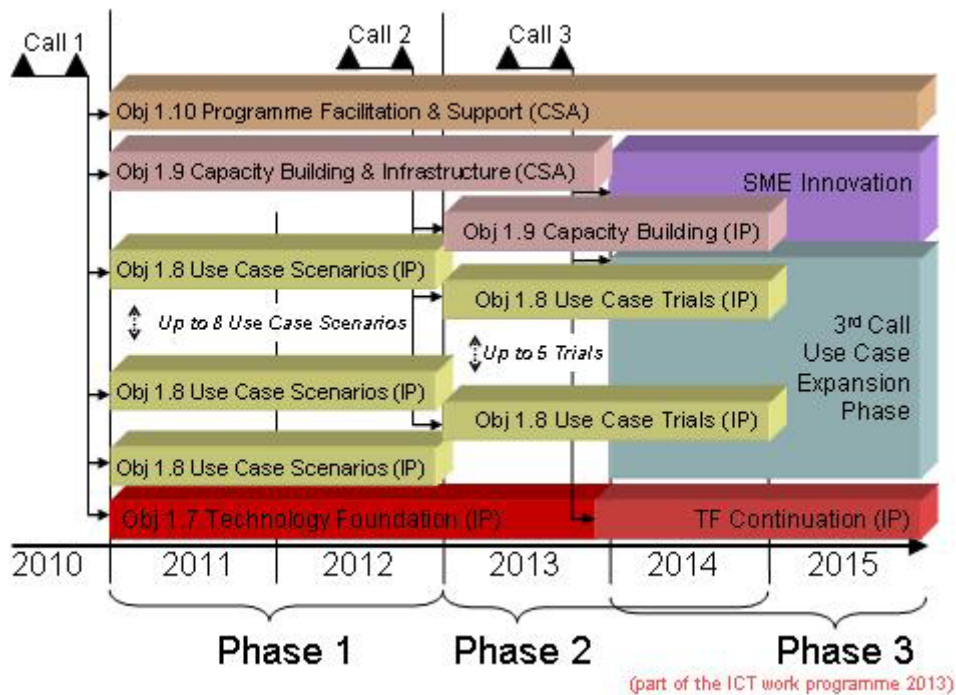 Call 1
Call 2
Call 3
Obj 1.10 Programme Facilitation & Support (CSA)
Obj 1.9 Capacity Building & Infrastructure (CSA)
SME Innovation
Obj 1.9 Capacity Building (IP)
Obj 1.8 Use Case Scenarios (IP)
Obj 1.8 Use Case Trials (IP)
Up to 8 Use Case Scenarios
Up to 5 Trials
3rd Call
Use Case
Expansion
Phase
Obj 1.8 Use Case Scenarios (IP)
Obj 1.8 Use Case Trials (IP)
Obj 1.8 Use Case Scenarios (IP)
Obj 1.7 Technology Foundation (IP)
TF Continuation (IP)
2010 2011 2012 2013 2014 2015
Phase 1 Phase 2 Phase 3
(part of the ICT work programme 2013)